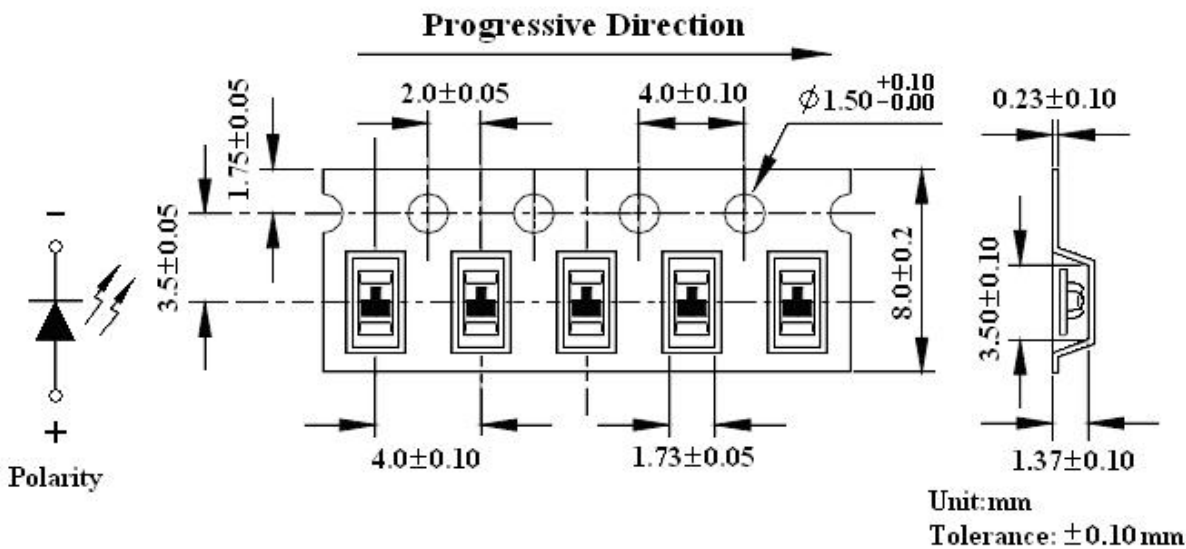 Progressive Direction
2.0±0.05
4.0±0.10
ϕ1.50 +0.10 -0.00
0.23±0.10
1.75±0.05
3.5±0.05
8.0±0.2
3.50±0.10
-
+
Polarity
4.0±0.10
1.73±0.05
1.37±0.10
Unit:mm
Tolerance: ±0.10mm